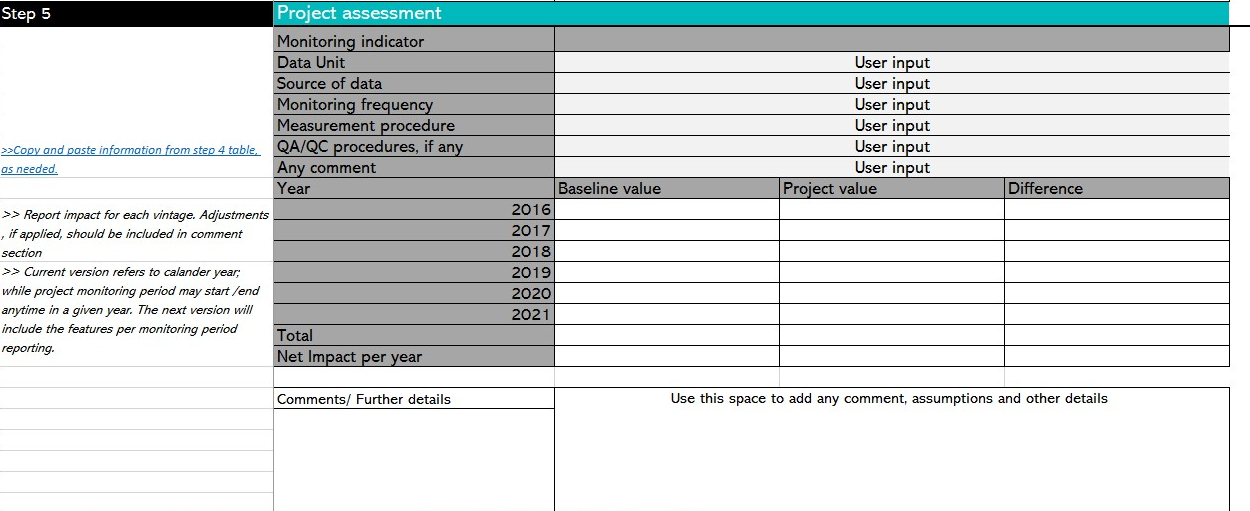 Step 5
Project assessment
Monitoring indicator
Data Unit User input
Source of data User input
Monitoring frequency User input
Measurement procedure User input
QA/QC procedures, if any User input
Any comment User input
>>Copy and paste information from step 4 table,
as needed.
Year Baseline value Project value Difference
2016
2017
2018
2019
2020
2021
Total
Net Impact per year
>> Report impact for each vintage. Adjustments
, if applied, should be included in comment
section
>> Current version refers to calander year;
while project monitoring period may start /end
anytime in a given year. The next version will
include the features per monitoring period
reporting.
Comments/ Further details
Use this space to add any comment, assumptions and other details